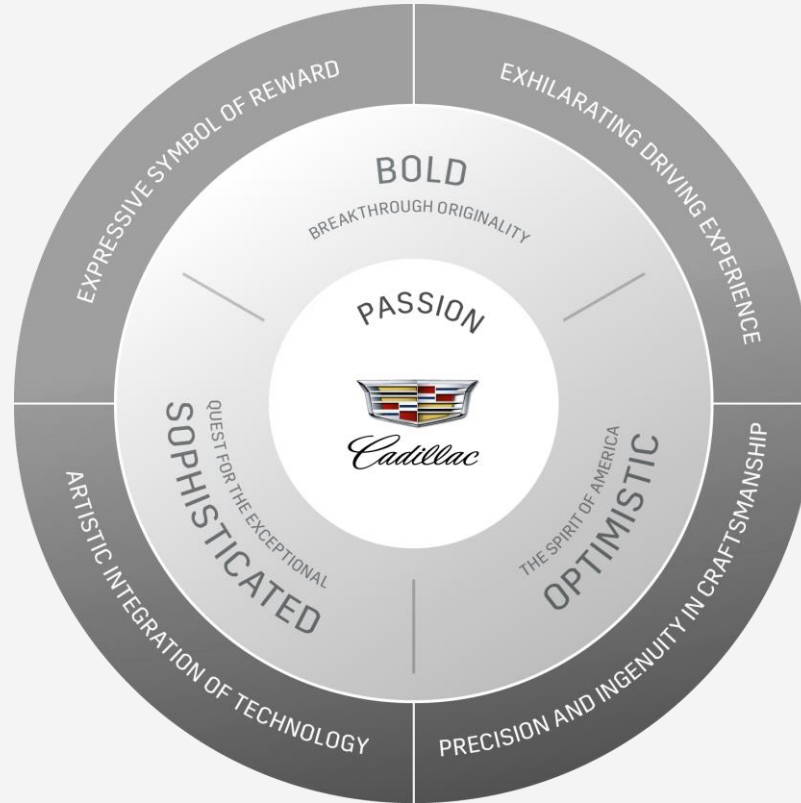 EXPRESSIVE SYMBOL OF REWARD
EXHILARATING DRIVING EXPERIENCE
BOLD
BREAKTHROUGH ORIGINALITY
PASSION
Cadillac
QUEST FOR THE EXCEPTIONAL
SOPHISTICATED
THE SPIRIT OF AMERICA
OPTIMISTIC
ARTISTIC INTEGRATION OF TECHNOLOGY
PRECISION AND INGENUITY IN CRAFTSMANSHIP